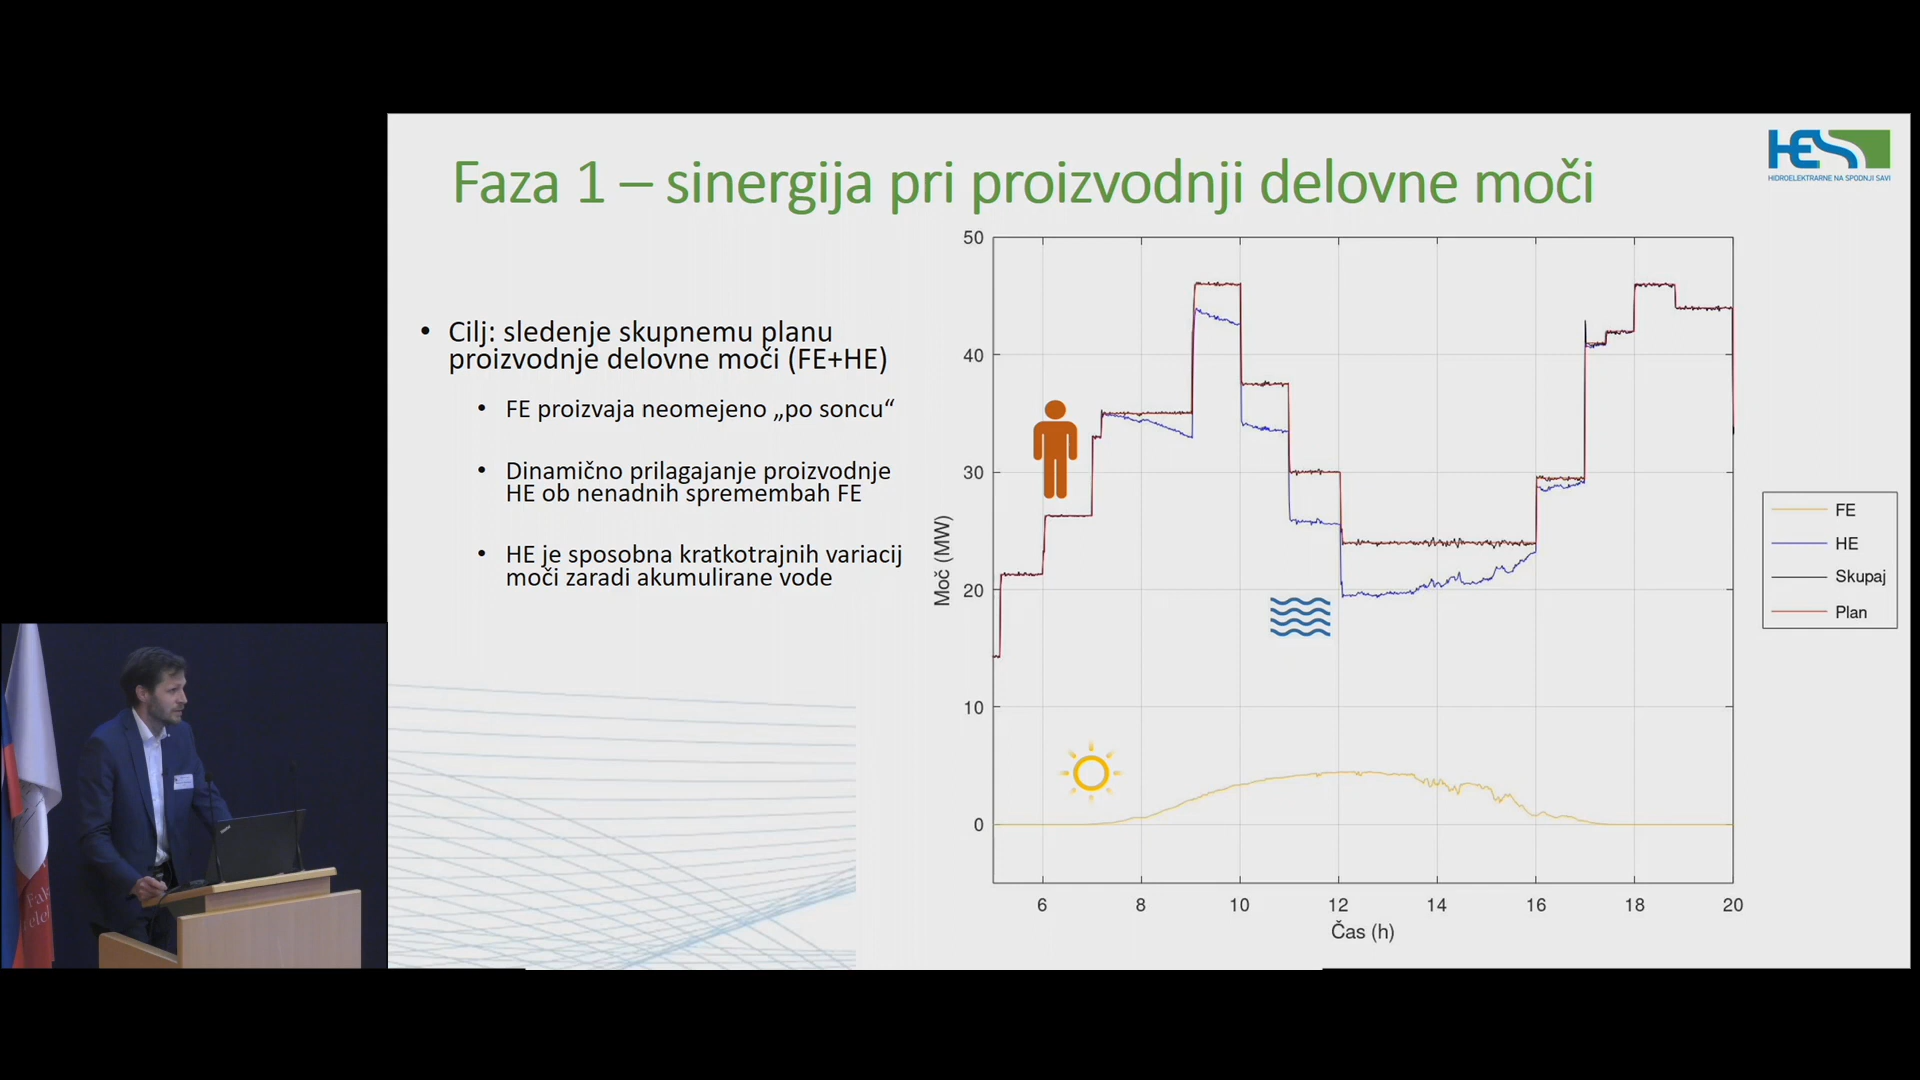 Faza 1 – sinergija pri proizvodnji delovne moči
HESS
HIDROELEKTRARNE NA SPODNJI SAVI
• Cilj: sledenje skupnemu planu
proizvodnje delovne moči (FE+HE)
• FE proizvaja neomejeno „po soncu“
• Dinamično prilagajanje proizvodnje
HE ob nenadnih spremembah FE
• HE je sposobna kratkotrajnih variacij
moči zaradi akumulirane vode
Moč (MW)
50
40
30
20
10
0
6 8 10 12 14 16 18 20
Čas (h)
FE
HE
Skupaj
Plan